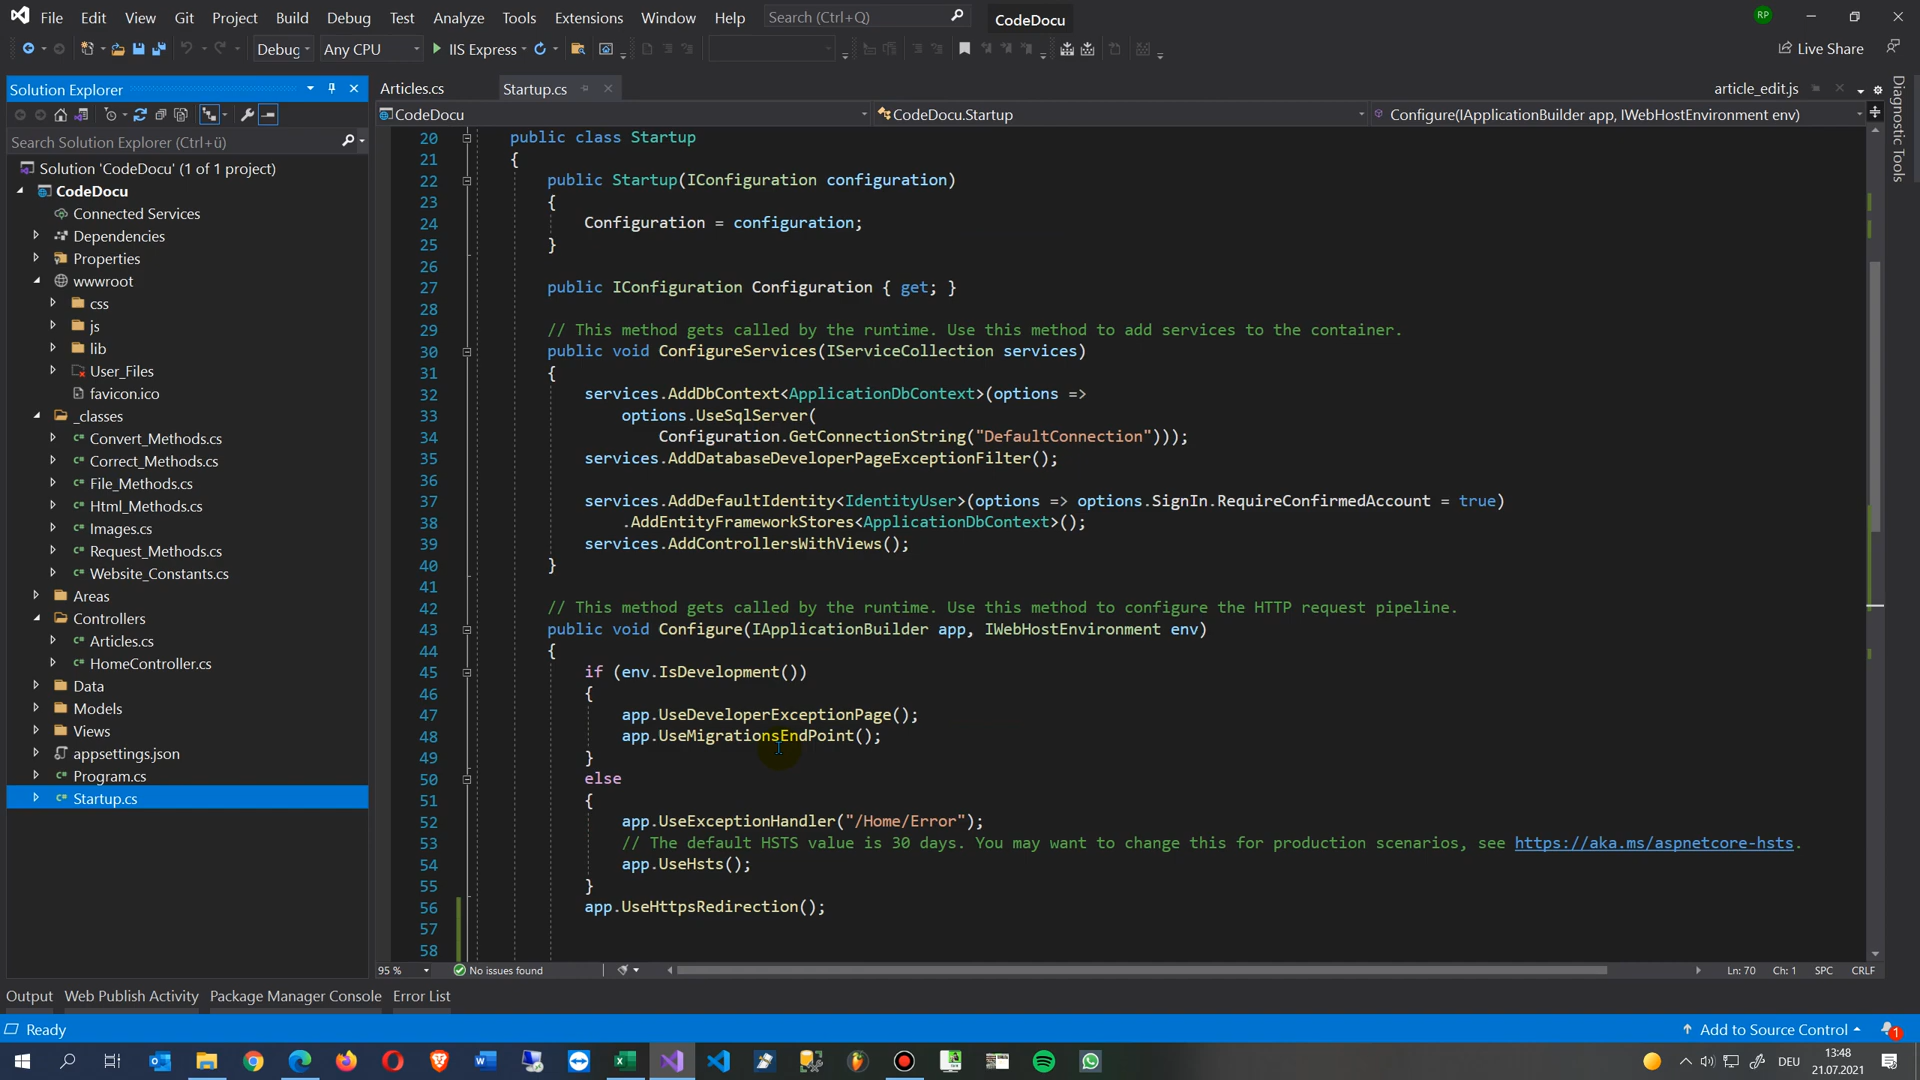 File Edit View Git Project Build Debug Test Analyze Tools Extensions Window Help Search (Ctrl+Q) CodeDocu RP
Debug Any CPU IIS Express Live Share
Solution Explorer
Articles.cs Startup.cs article_edit.js
CodeDocu CodeDocu.Startup Configure(IApplicationBuilder app, IWebHostEnvironment env)
Diagnostic Tools
Search Solution Explorer (Ctrl+ü)
Solution 'CodeDocu' (1 of 1 project)
CodeDocu
Connected Services
Dependencies
Properties
wwwroot
css
js
lib
User_Files
favicon.ico
_classes
Convert_Methods.cs
Correct_Methods.cs
File_Methods.cs
Html_Methods.cs
Images.cs
Request_Methods.cs
Website_Constants.cs
Areas
Controllers
Articles.cs
HomeController.cs
Data
Models
Views
appsettings.json
Program.cs
Startup.cs
20 public class Startup
21 {
22 public Startup(IConfiguration configuration)
23 {
24 Configuration = configuration;
25 }
26
27 public IConfiguration Configuration { get; }
28
29 // This method gets called by the runtime. Use this method to add services to the container.
30 public void ConfigureServices(IServiceCollection services)
31 {
32 services.AddDbContext<ApplicationDbContext>(options =>
33 options.UseSqlServer(
34 Configuration.GetConnectionString("DefaultConnection")));
35 services.AddDatabaseDeveloperPageExceptionFilter();
36
37 services.AddDefaultIdentity<IdentityUser>(options => options.SignIn.RequireConfirmedAccount = true)
38 .AddEntityFrameworkStores<ApplicationDbContext>();
39 services.AddControllersWithViews();
40 }
41
42 // This method gets called by the runtime. Use this method to configure the HTTP request pipeline.
43 public void Configure(IApplicationBuilder app, IWebHostEnvironment env)
44 {
45 if (env.IsDevelopment())
46 {
47 app.UseDeveloperExceptionPage();
48 app.UseMigrationsEndPoint();
49 }
50 else
51 {
52 app.UseExceptionHandler("/Home/Error");
53 // The default HSTS value is 30 days. You may want to change this for production scenarios, see https://aka.ms/aspnetcore-hsts.
54 app.UseHsts();
55 }
56 app.UseHttpsRedirection();
57
58
95 % No issues found Ln: 70 Ch: 1 SPC CRLF
Output Web Publish Activity Package Manager Console Error List
Ready Add to Source Control 1
DEU 13:48
21.07.2021